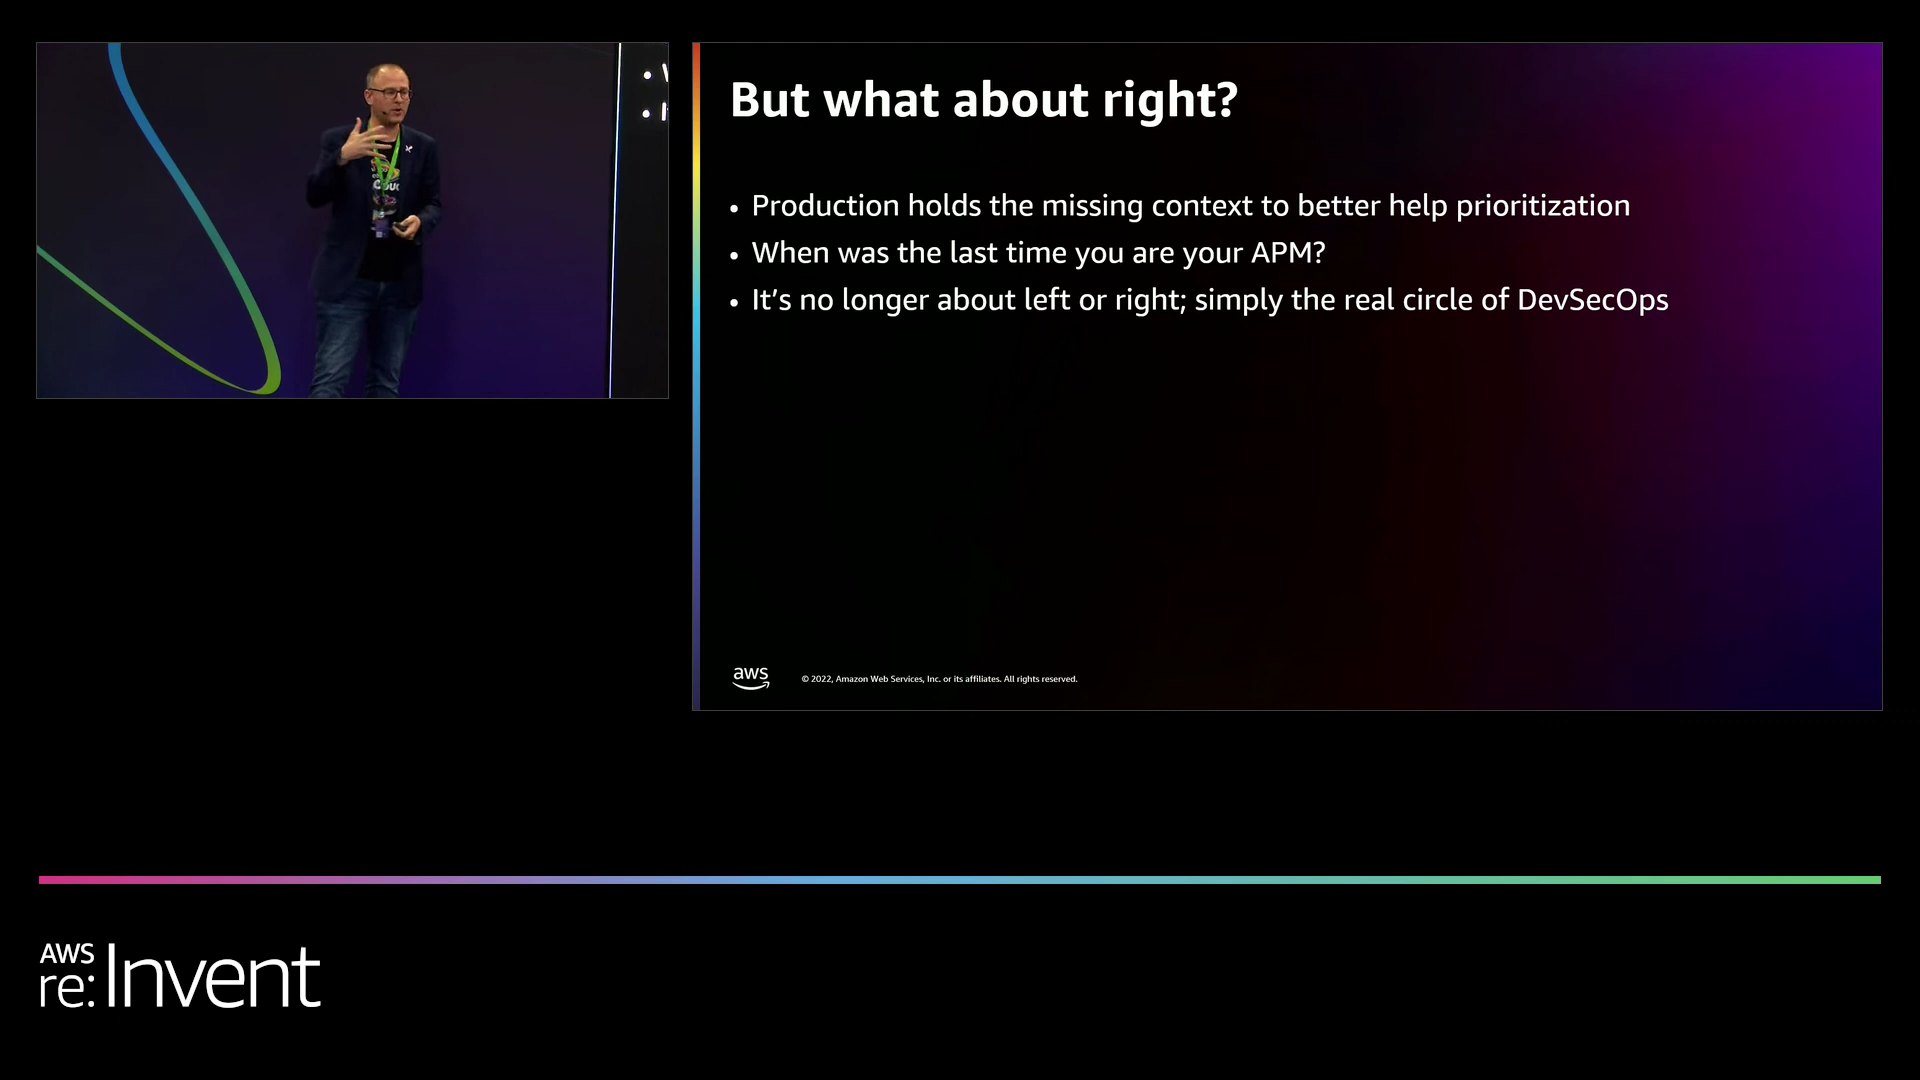 But what about right?
• Production holds the missing context to better help prioritization
• When was the last time you are your APM?
• It's no longer about left or right; simply the real circle of DevSecOps
aws
© 2022, Amazon Web Services, Inc. or its affiliates. All rights reserved.
AWS
re:Invent